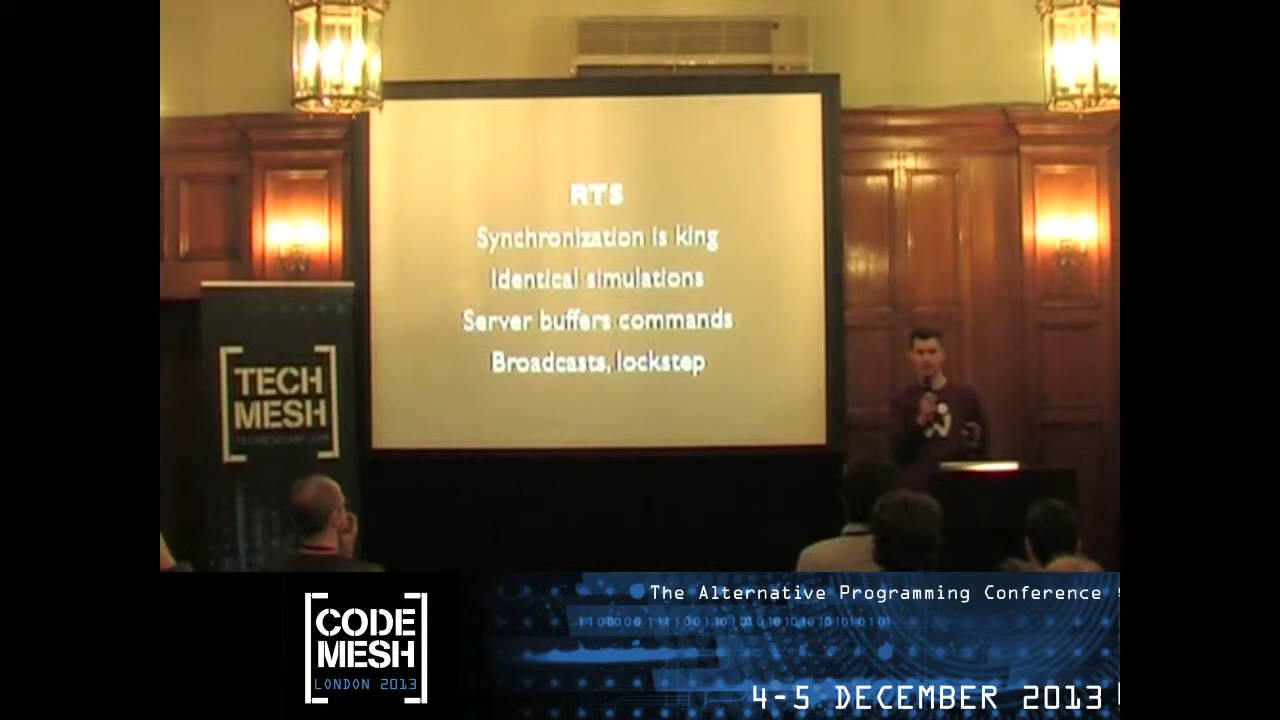 RTS
Synchronization is king
Identical simulations
Server buffers commands
Broadcasts, lockstep
TECH
MESH
CODE
MESH
LONDON 2013
The Alternative Programming Conference
4-5 DECEMBER 2013